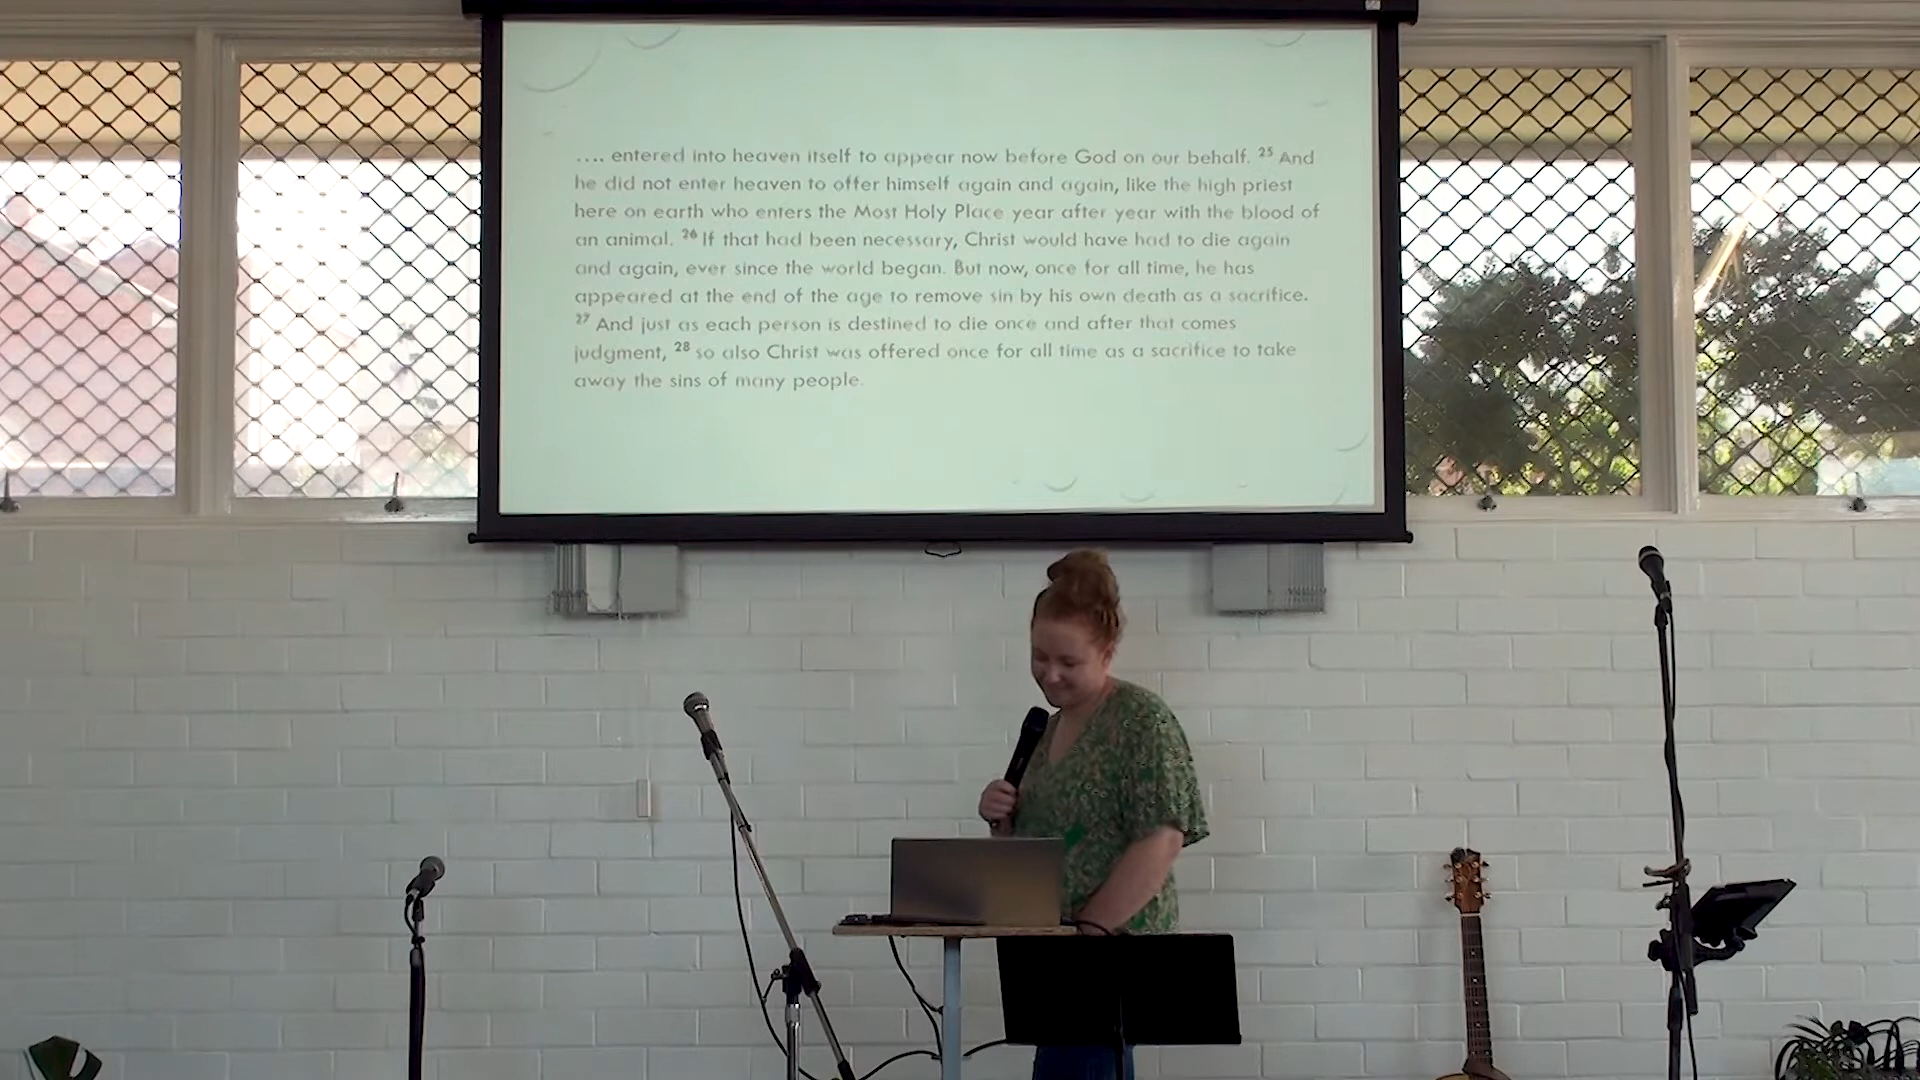 .... entered into heaven itself to appear now before God on our behalf. 25 And
he did not enter heaven to offer himself again and again, like the high priest
here on earth who enters the Most Holy Place year after year with the blood of
an animal. 26 If that had been necessary, Christ would have had to die again
and again, ever since the world began. But now, once for all time, he has
appeared at the end of the age to remove sin by his own death as a sacrifice.
27 And just as each person is destined to die once and after that comes
judgment, 28 so also Christ was offered once for all time as a sacrifice to take
away the sins of many people.